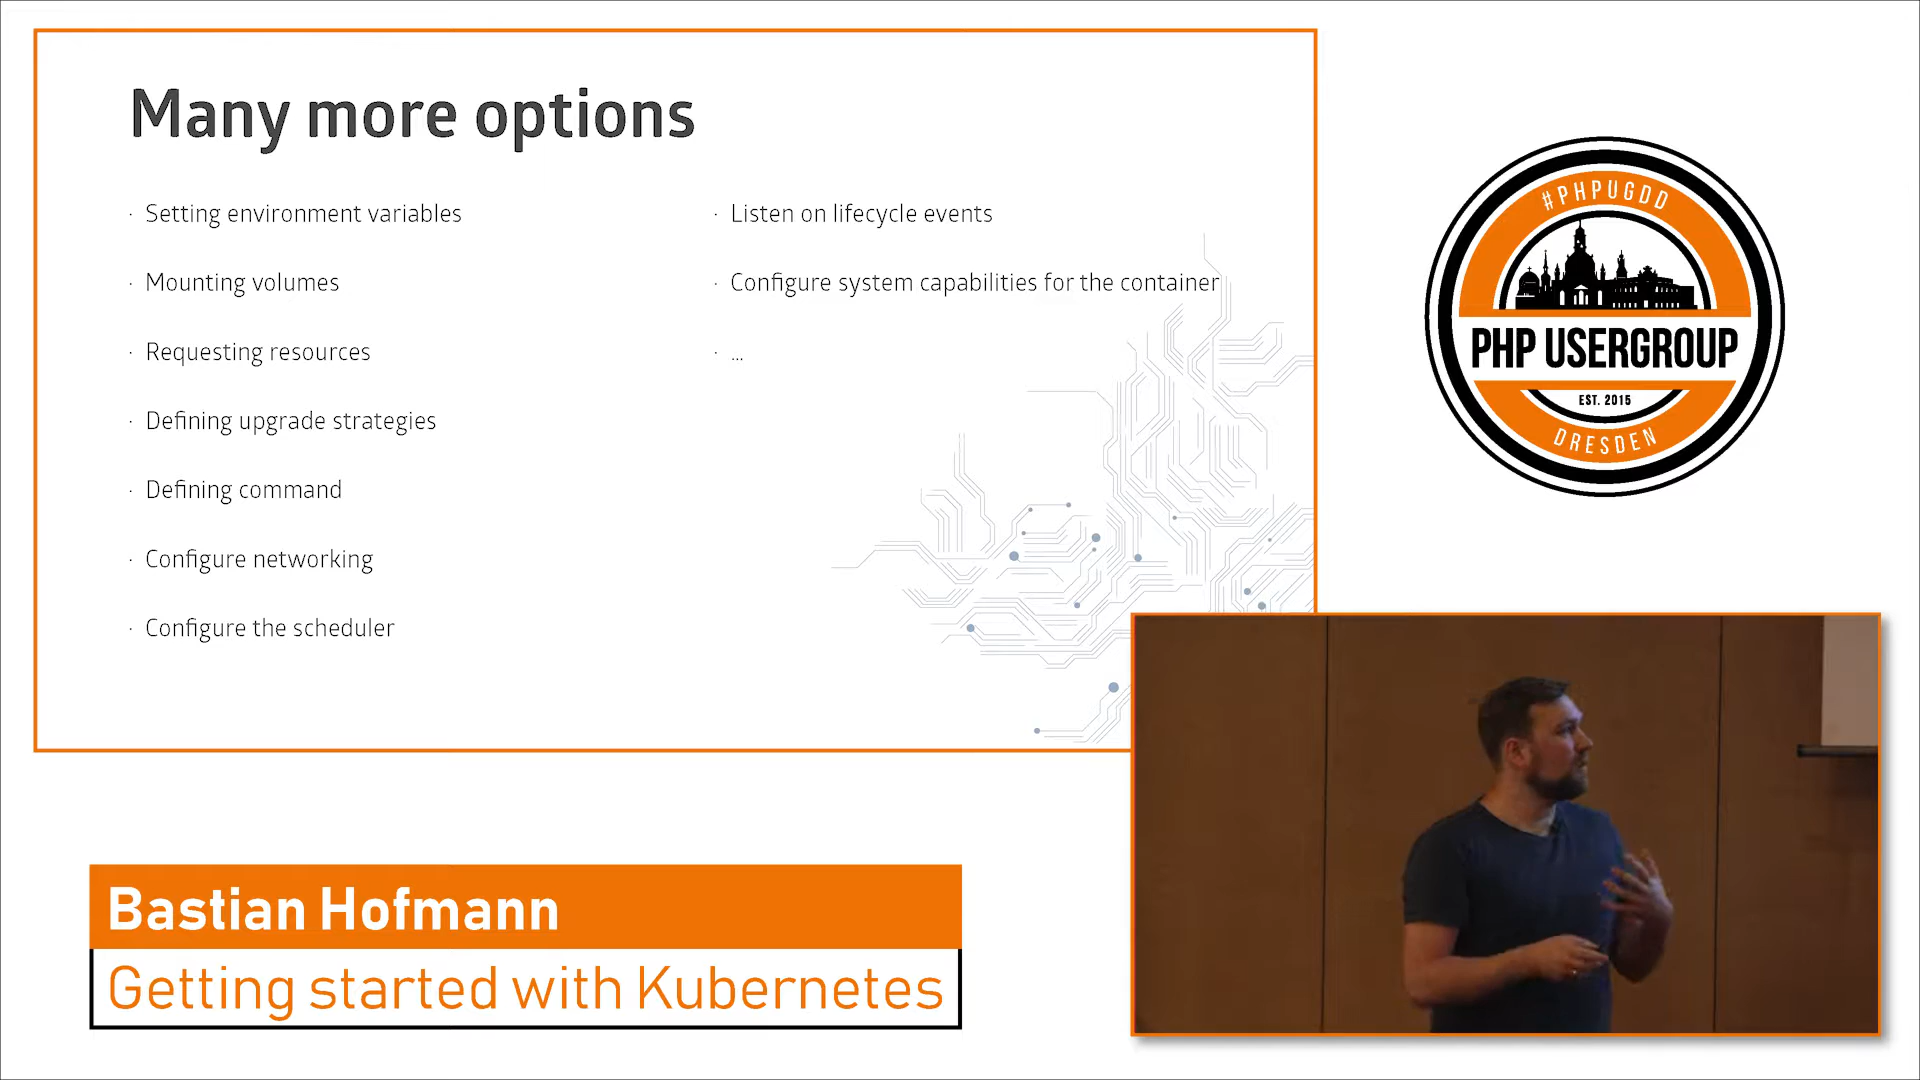 Many more options
· Setting environment variables
· Mounting volumes
· Requesting resources
· Defining upgrade strategies
· Defining command
· Configure networking
· Configure the scheduler
· Listen on lifecycle events
· Configure system capabilities for the container
· ...
#PHPUGDD
PHP USERGROUP
EST. 2015
DRESDEN
Bastian Hofmann
Getting started with Kubernetes